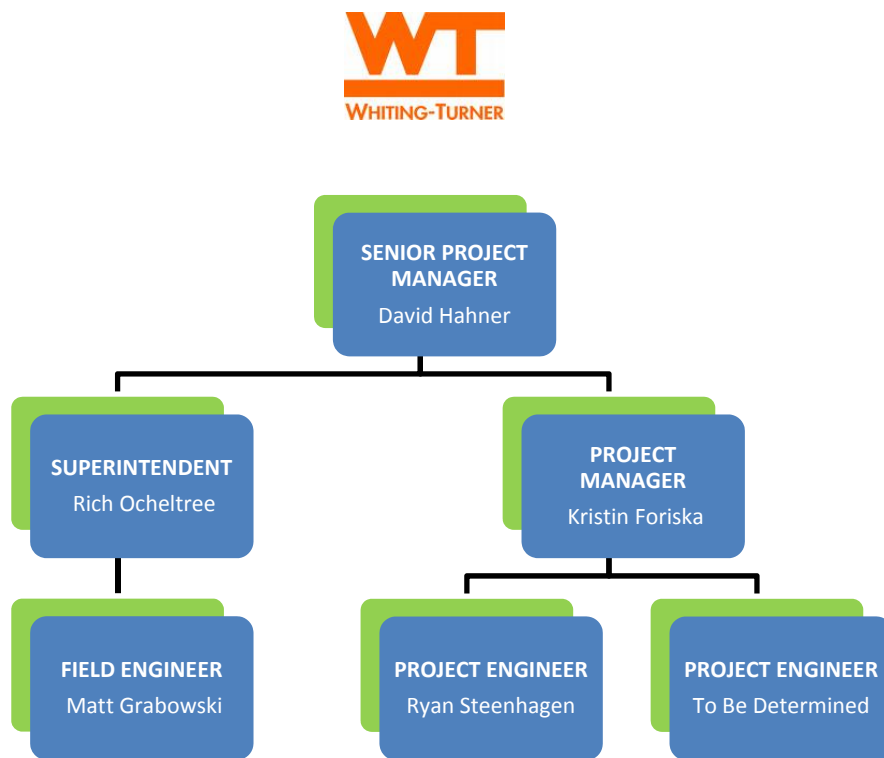 WT
WHITING-TURNER
SENIOR PROJECT
MANAGER
David Hahner
SUPERINTENDENT
Rich Ocheltree
PROJECT
MANAGER
Kristin Foriska
FIELD ENGINEER
Matt Grabowski
PROJECT ENGINEER
Ryan Steenhagen
PROJECT ENGINEER
To Be Determined